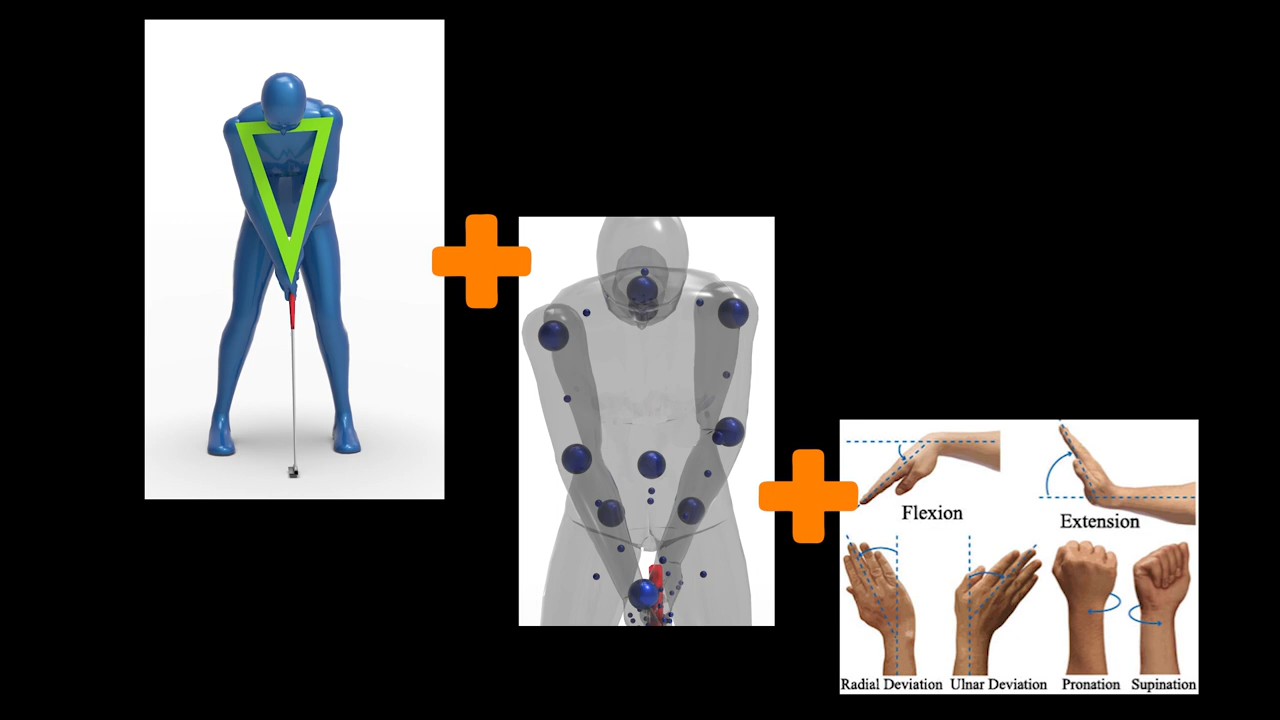 Flexion
Extension
Radial Deviation
Ulnar Deviation
Pronation
Supination